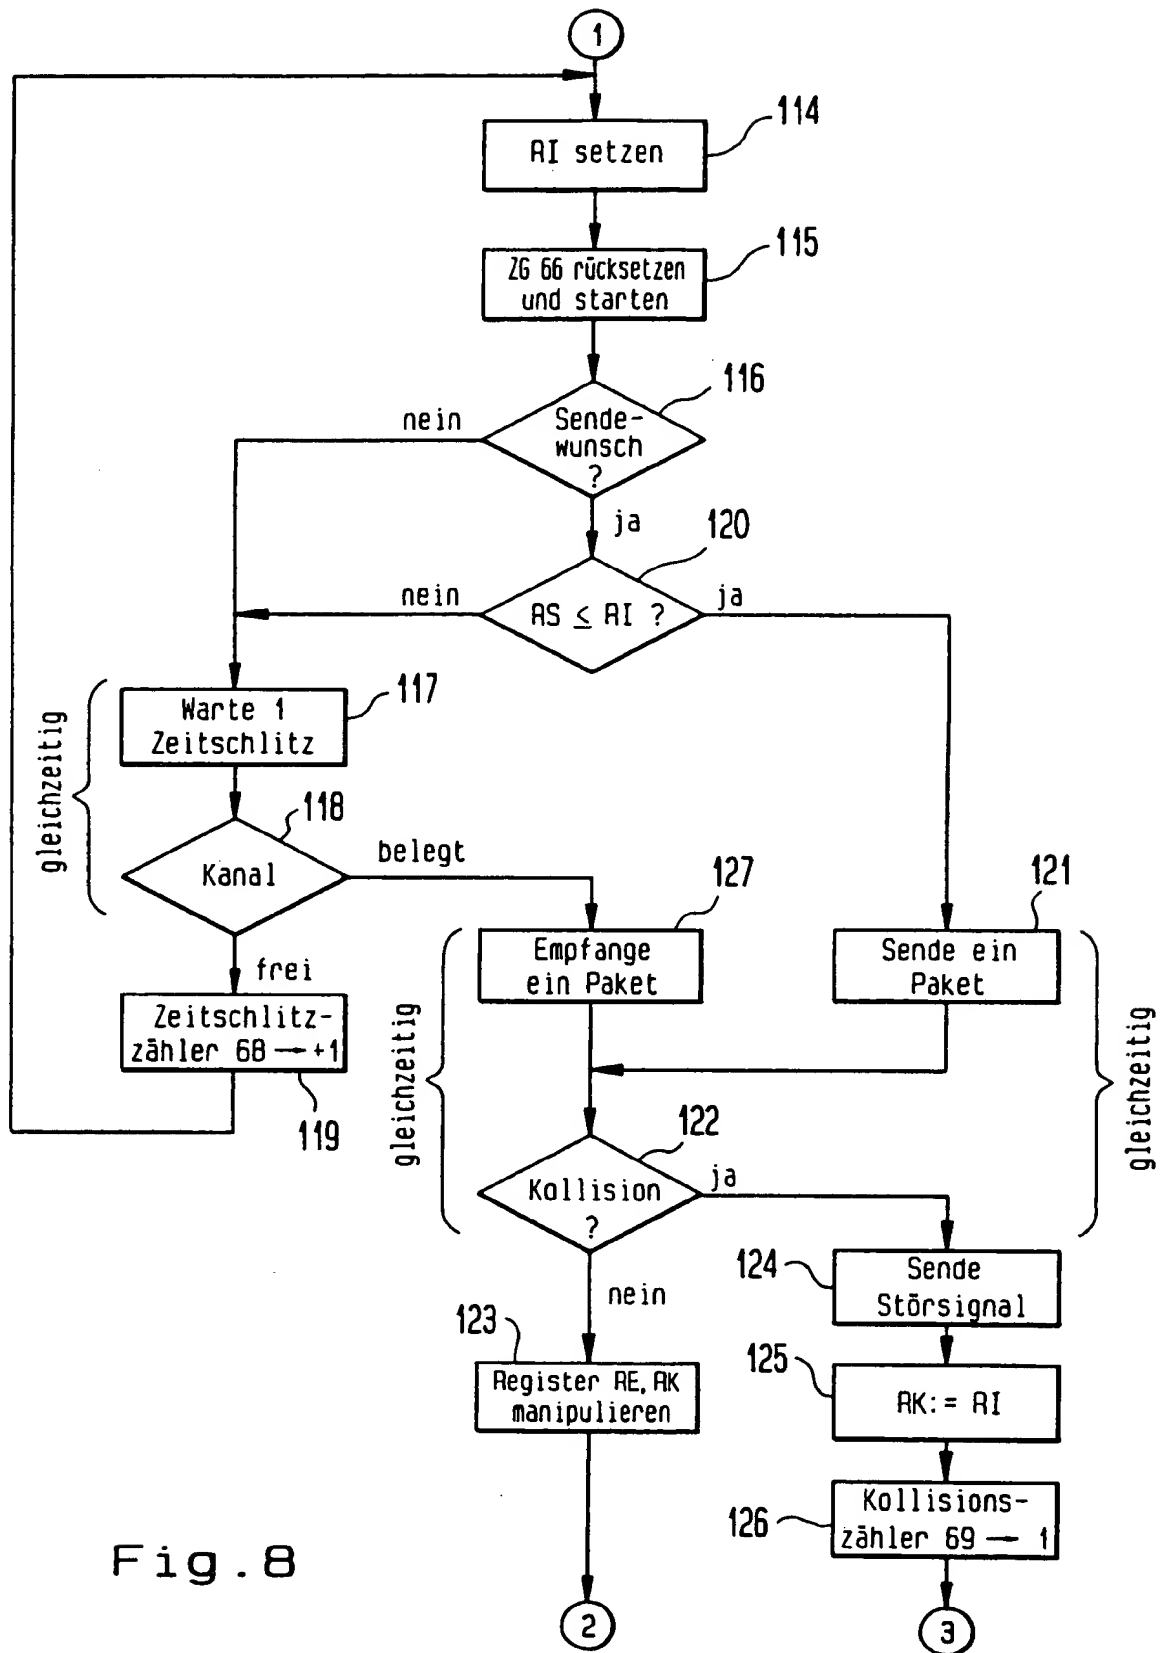 1
114
AI setzen
115
ZG 66 rücksetzen
und starten
116
Sende-
wunsch
?
nein
ja
120
AS ≤ AI ?
nein
ja
gleichzeitig
117
Warte 1
Zeitschlitz
118
Kanal
belegt
frei
Zeitschlitz-
zähler 68 → +1
119
127
Empfange
ein Paket
121
Sende ein
Paket
gleichzeitig
gleichzeitig
122
Kollision
?
ja
nein
123
Register RE, AK
manipulieren
124
Sende
Störsignal
125
AK:= AI
126
Kollisions-
zähler 69 → 1
2
3
Fig.8